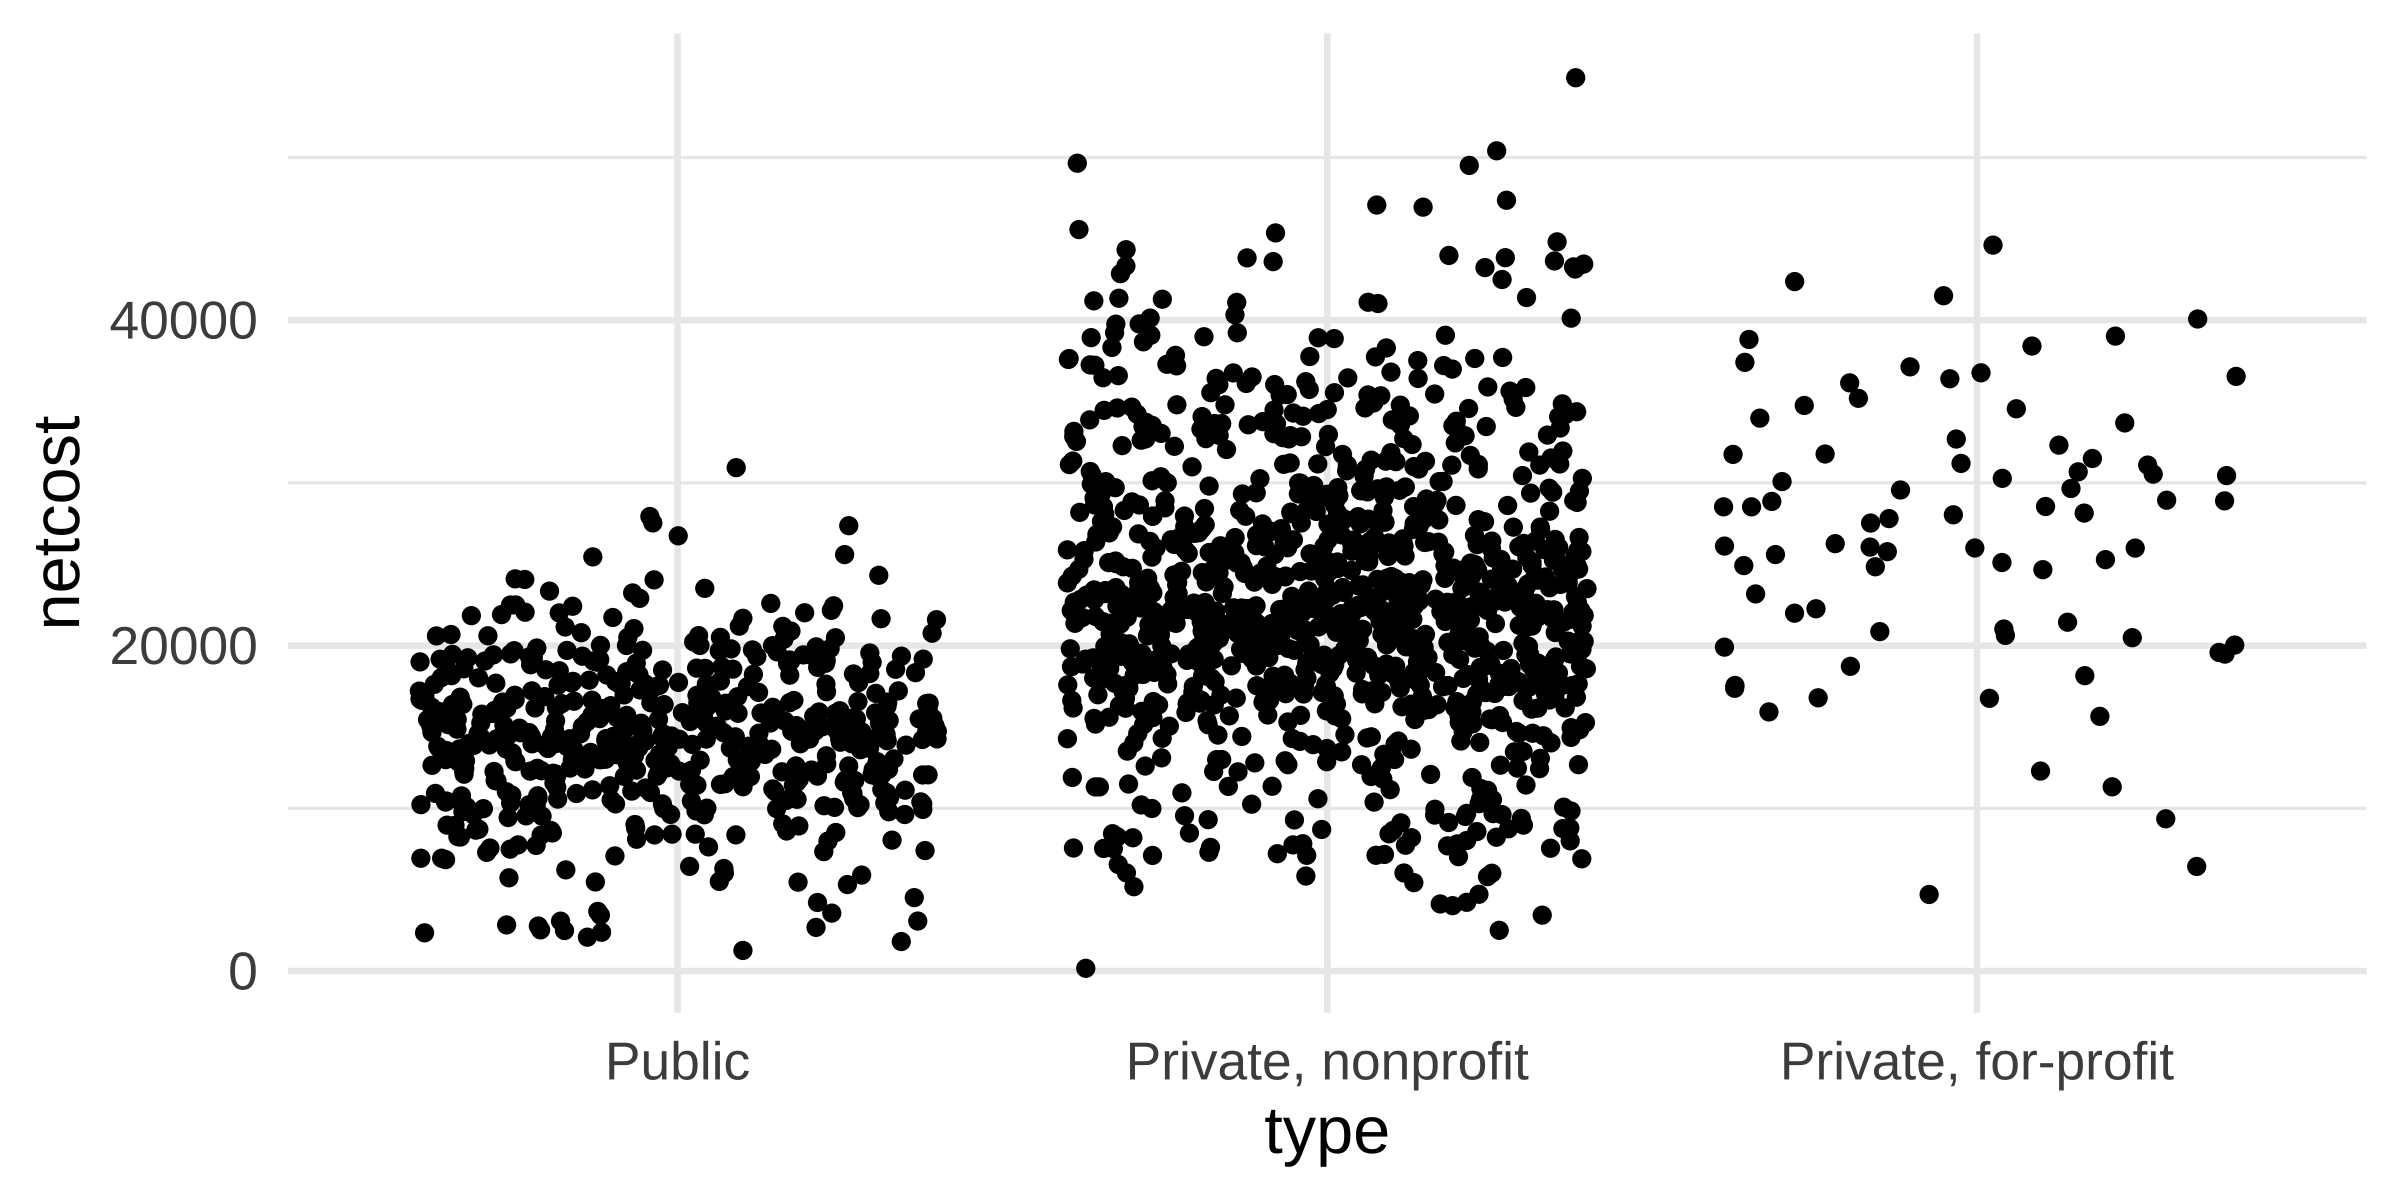 netcost
40000
20000
0
Public Private, nonprofit Private, for-profit
type